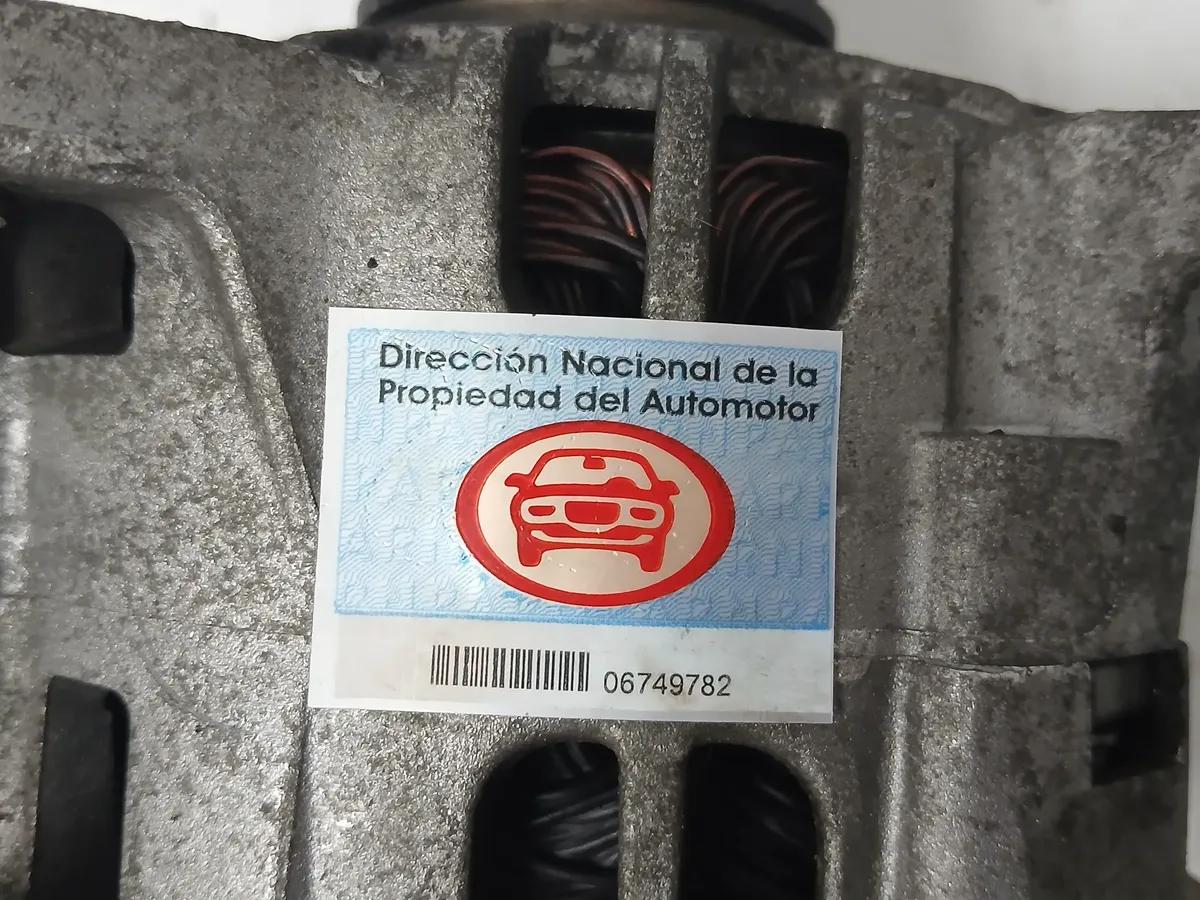 Dirección Nacional de la
Propiedad del Automotor
06749782